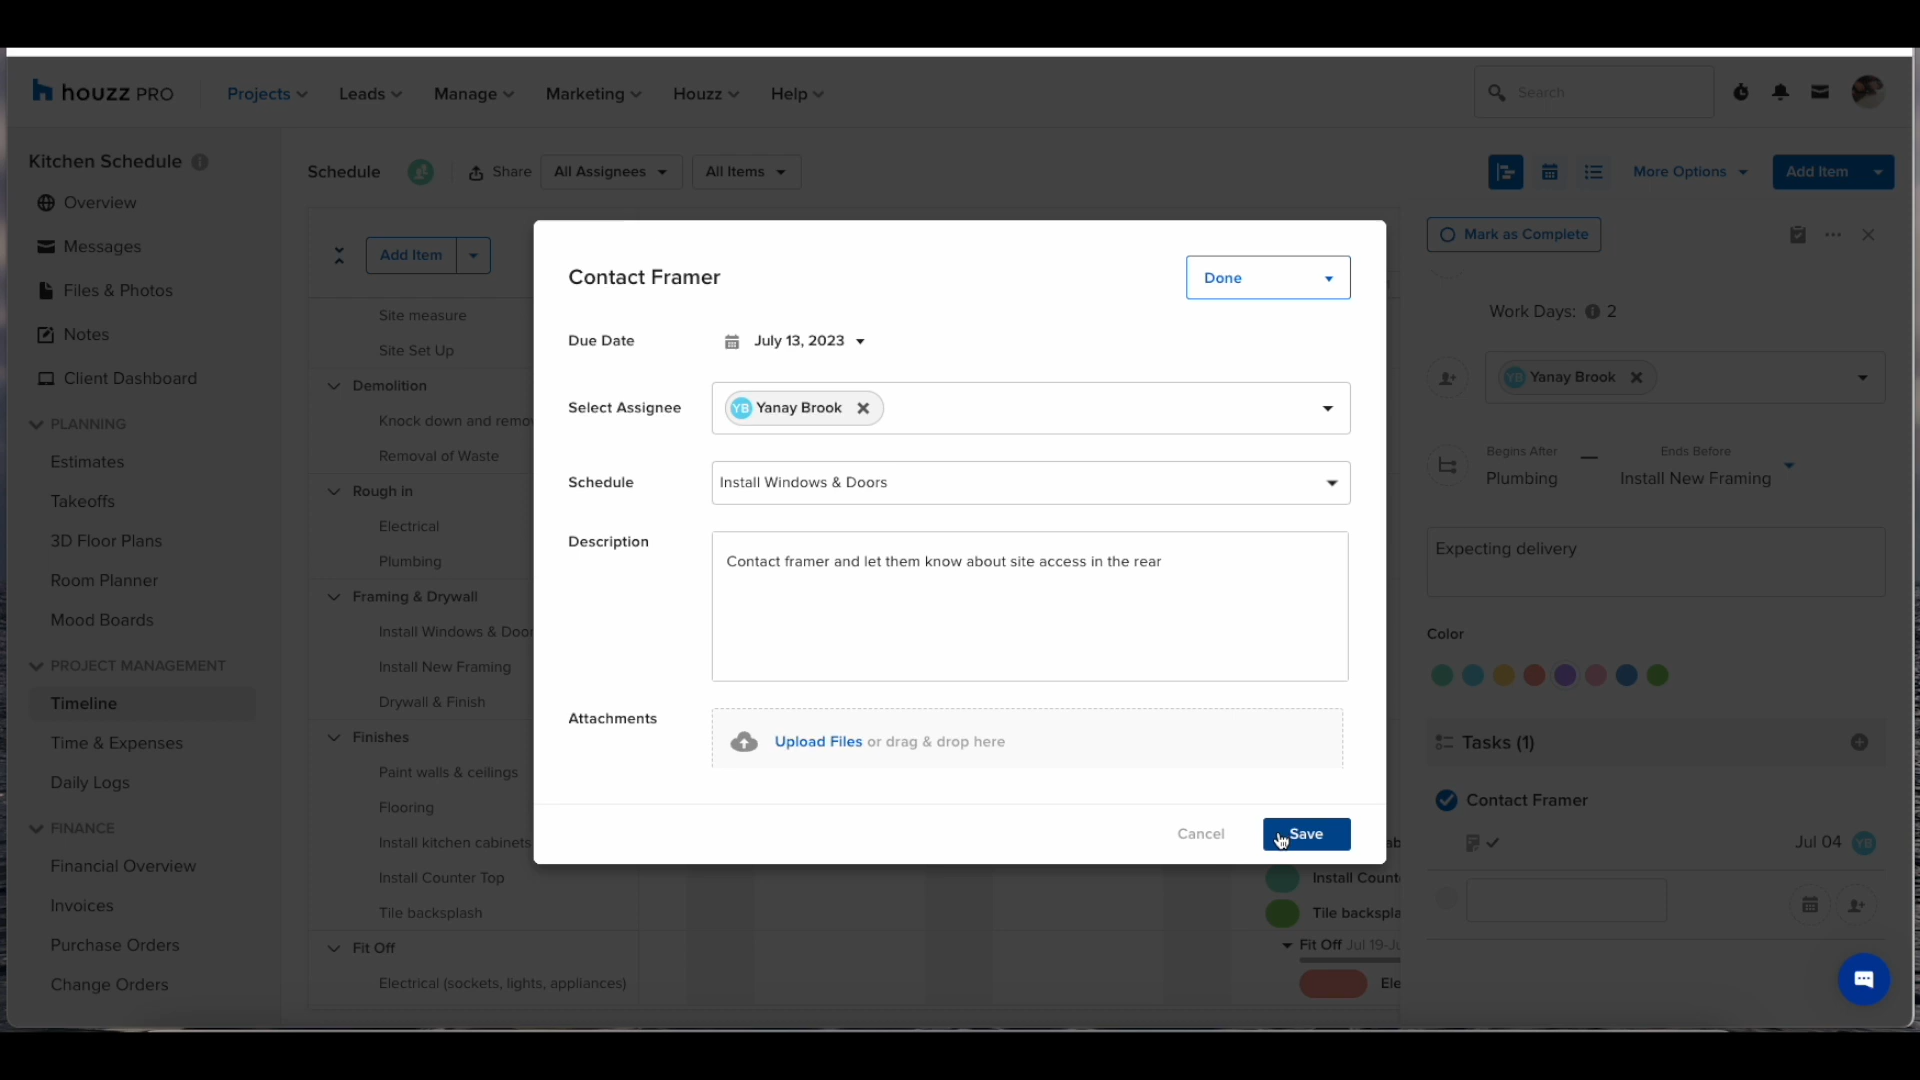 houzz PRO
Projects
Leads
Manage
Marketing
Houzz
Help
Search
Kitchen Schedule
Overview
Messages
Files & Photos
Notes
Client Dashboard
PLANNING
Estimates
Takeoffs
3D Floor Plans
Room Planner
Mood Boards
PROJECT MANAGEMENT
Timeline
Time & Expenses
Daily Logs
FINANCE
Financial Overview
Invoices
Purchase Orders
Change Orders
Schedule
Share
All Assignees
All Items
More Options
Add Item
Add Item
Site measure
Site Set Up
Demolition
Knock down and remo
Removal of Waste
Rough in
Electrical
Plumbing
Framing & Drywall
Install Windows & Door
Install New Framing
Drywall & Finish
Finishes
Paint walls & ceilings
Flooring
Install kitchen cabinets
Install Counter Top
Tile backsplash
Fit Off
Electrical (sockets, lights, appliances)
Contact Framer
Done
Due Date
July 13, 2023
Select Assignee
YB Yanay Brook
Schedule
Install Windows & Doors
Description
Contact framer and let them know about site access in the rear
Attachments
Upload Files or drag & drop here
Cancel
Save
Install Count
Tile backspla
Fit Off Jul 19-Ju
Ele
Mark as Complete
Work Days: 2
YB Yanay Brook
Begins After
Plumbing
Ends Before
Install New Framing
Expecting delivery
Color
Tasks (1)
Contact Framer
Jul 04 YB